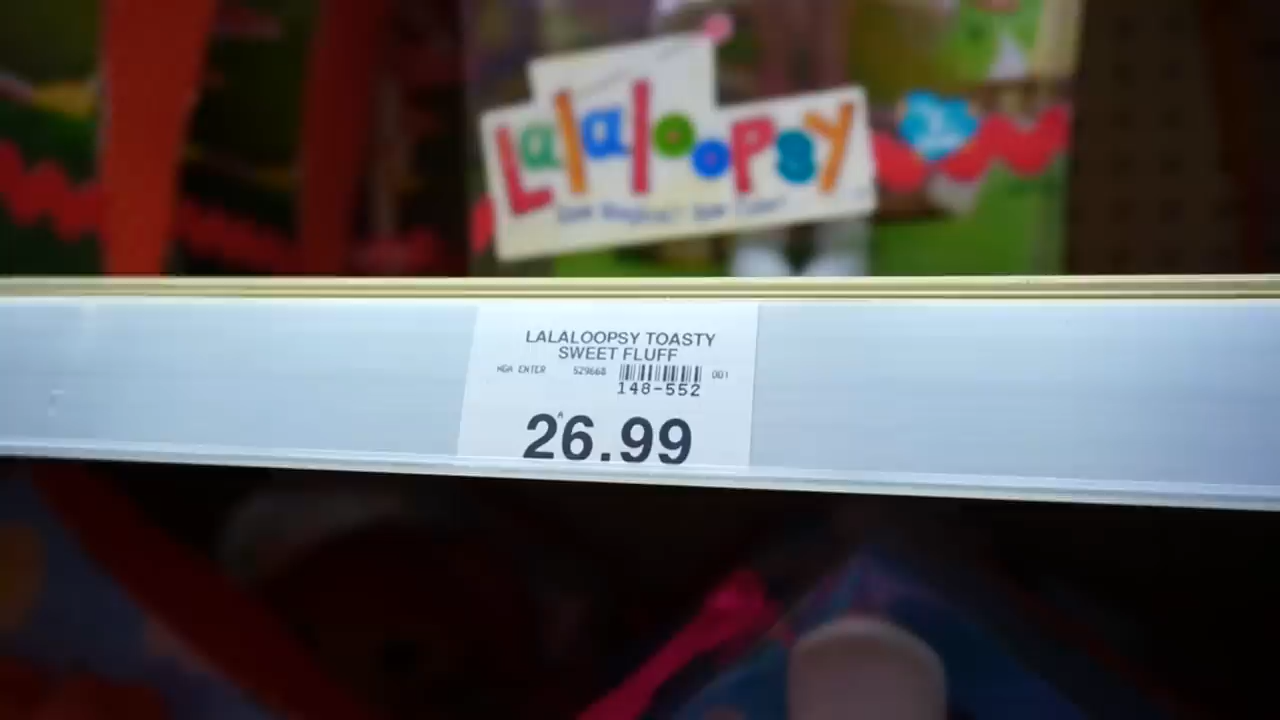 Lalaloopsy
LALALOOPSY TOASTY
SWEET FLUFF
MGA ENTER 529668 001
148-552
A
26.99